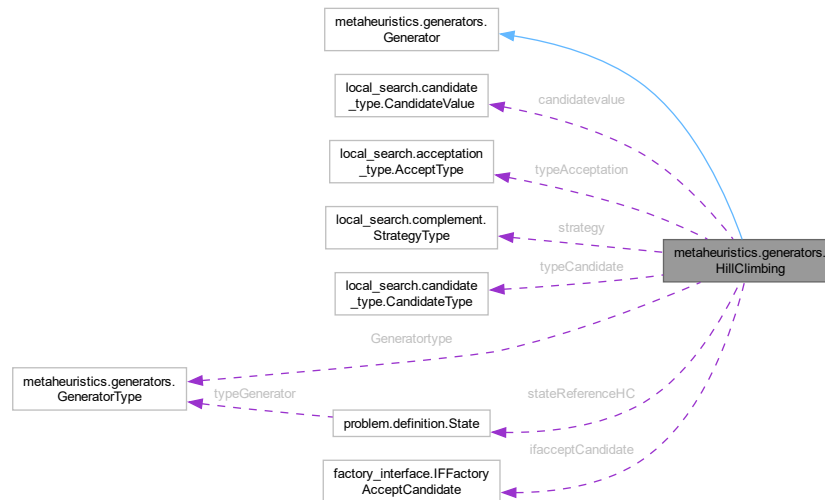 metaheuristics.generators.
Generator
local_search.candidate
_type.CandidateValue
candidatevalue
local_search.acceptation
_type.AcceptType
typeAcceptation
local_search.complement.
StrategyType
strategy
metaheuristics.generators.
HillClimbing
local_search.candidate
_type.CandidateType
typeCandidate
Generatortype
metaheuristics.generators.
GeneratorType
typeGenerator
stateReferenceHC
problem.definition.State
ifacceptCandidate
factory_interface.IFFactory
AcceptCandidate